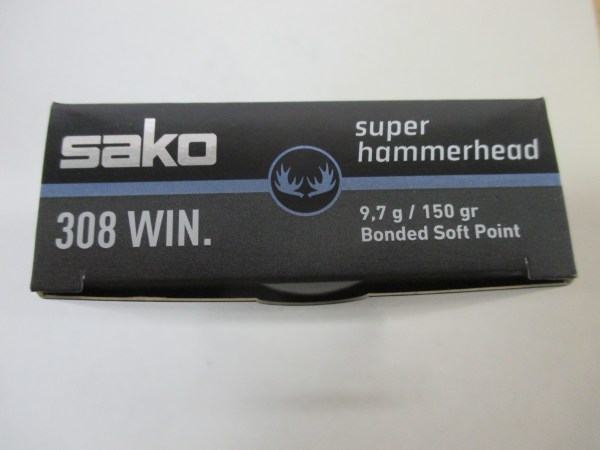 sako
super
hammerhead
308 WIN.
9,7 g / 150 gr
Bonded Soft Point